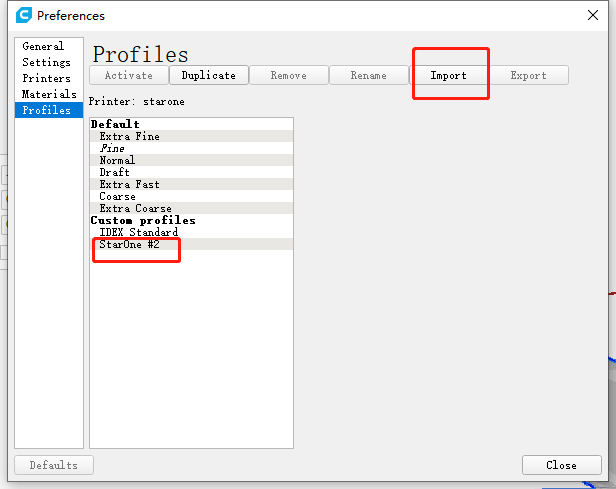 Preferences
General
Settings
Printers
Materials
Profiles
Profiles
Activate Duplicate Remove Rename Import Export
Printer: starone
Default
Extra Fine
Fine
Normal
Draft
Extra Fast
Coarse
Extra Coarse
Custom profiles
IDEX Standard
StarOne #2
Defaults Close